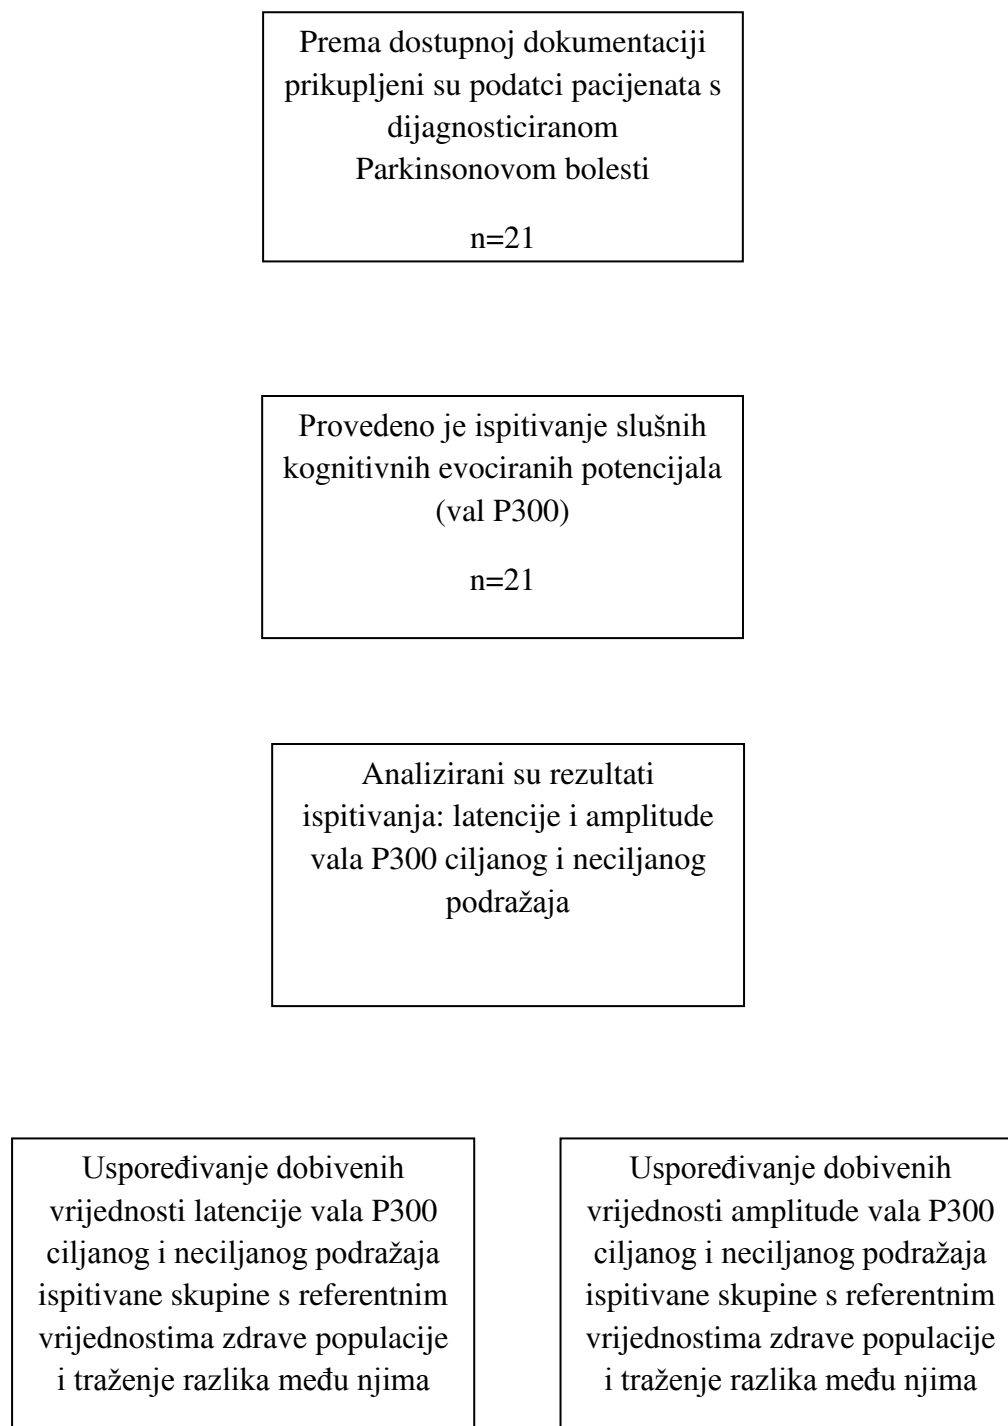 Prema dostupnoj dokumentaciji
prikupljeni su podatci pacijenata s
dijagnosticiranom
Parkinsonovom bolesti
n=21
Provedeno je ispitivanje slušnih
kognitivnih evociranih potencijala
(val P300)
n=21
Analizirani su rezultati
ispitivanja: latencije i amplitude
vala P300 ciljanog i neciljanog
podražaja
Uspoređivanje dobivenih
vrijednosti latencije vala P300
ciljanog i neciljanog podražaja
ispitivane skupine s referentnim
vrijednostima zdrave populacije
i traženje razlika među njima
Uspoređivanje dobivenih
vrijednosti amplitude vala P300
ciljanog i neciljanog podražaja
ispitivane skupine s referentnim
vrijednostima zdrave populacije
i traženje razlika među njima